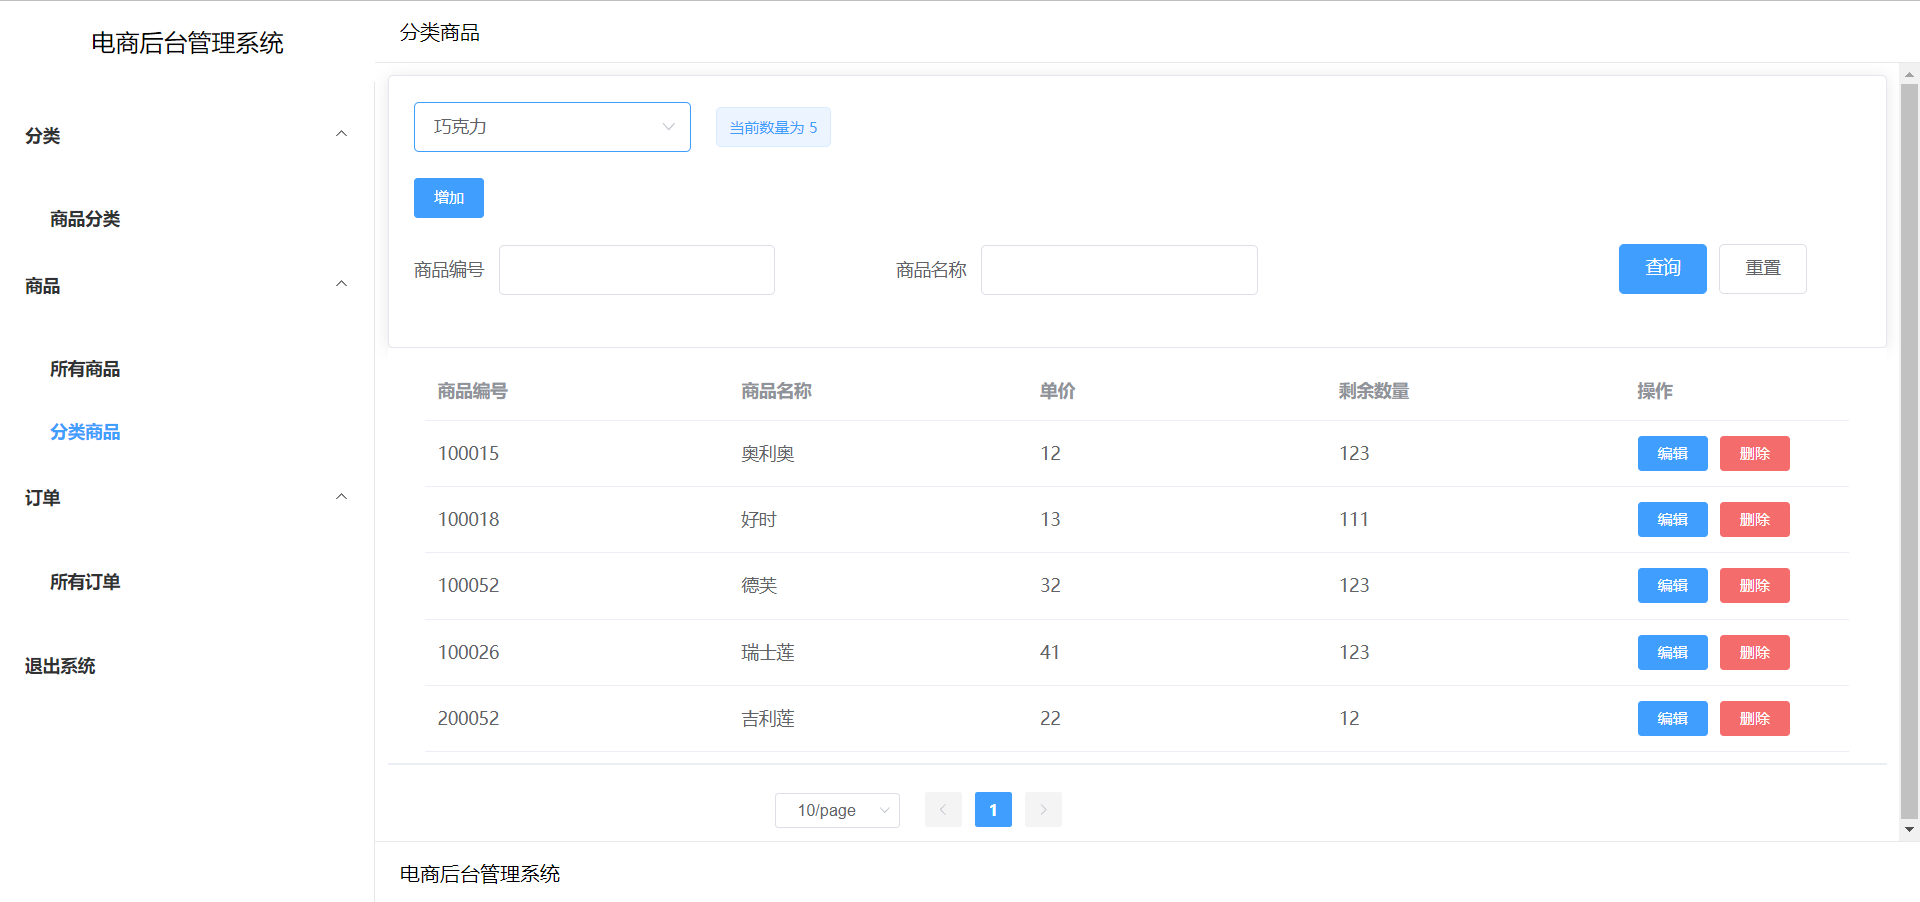 电商后台管理系统
分类
商品分类
商品
所有商品
分类商品
订单
所有订单
退出系统
分类商品
巧克力 当前数量为 5
增加
商品编号 商品名称 查询 重置
商品编号 商品名称 单价 剩余数量 操作
100015 奥利奥 12 123 编辑 删除
100018 好时 13 111 编辑 删除
100052 德芙 32 123 编辑 删除
100026 瑞士莲 41 123 编辑 删除
200052 吉利莲 22 12 编辑 删除
10/page 1
电商后台管理系统